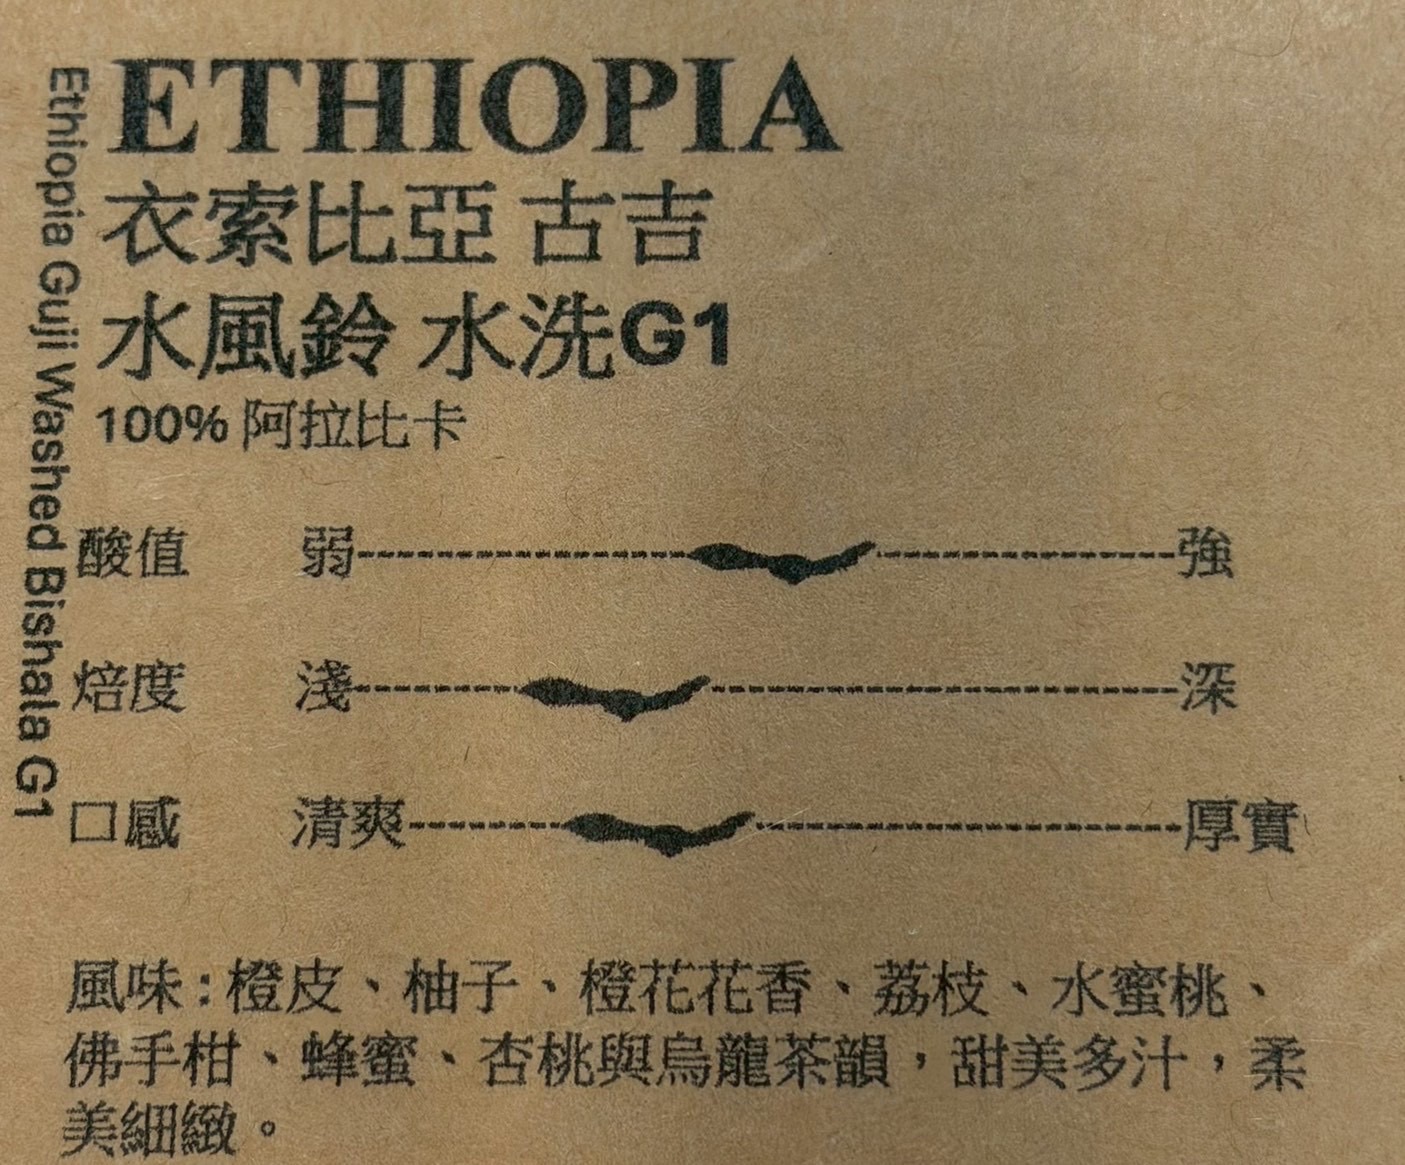 ETHIOPIA
衣索比亞 古吉
水風鈴 水洗G1
100% 阿拉比卡
Ethiopia Guji Washed Bishala G1
酸值 弱 強
焙度 淺 深
口感 清爽 厚實
風味:橙皮、柚子、橙花花香、荔枝、水蜜桃、
佛手柑、蜂蜜、杏桃與烏龍茶韻,甜美多汁,柔
美細緻。